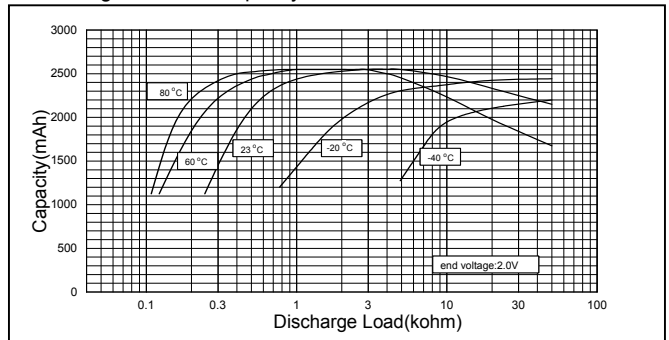 3000
2500
2000
1500
1000
500
0
Capacity(mAh)
80 °C
60 °C
23 °C
-20 °C
-40 °C
end voltage:2.0V
0.1 0.3 1 3 10 30 100
Discharge Load(kohm)